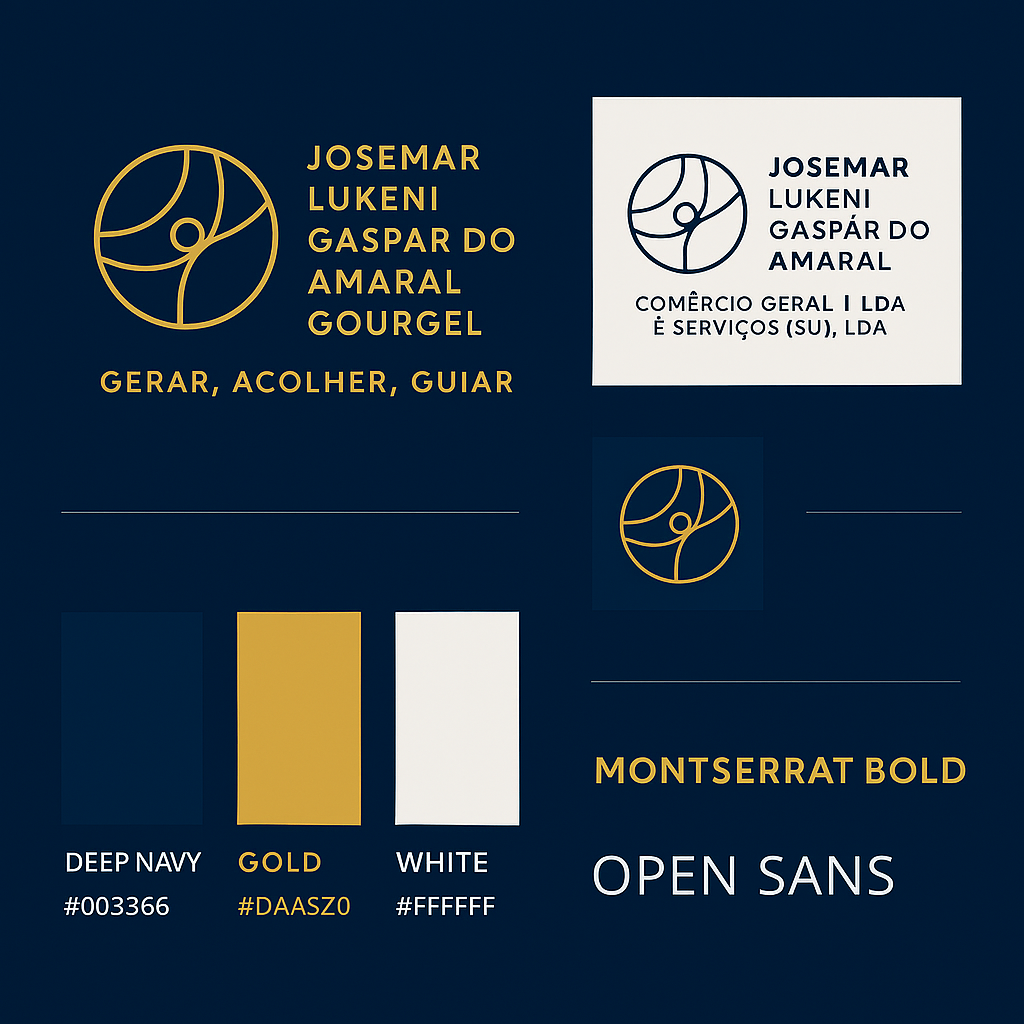 JOSEMAR
LUKENI
GASPAR DO
AMARAL
GOURGEL
GERAR, ACOLHER, GUIAR
JOSEMAR
LUKENI
GASPÁR DO
AMARAL
COMÊRCIO GERAL I LDA
Ė SERVIÇOS (SU), LDA
DEEP NAVY
#003366
GOLD
#DAASZ0
WHITE
#FFFFFF
MONTSERRAT BOLD
OPEN SANS